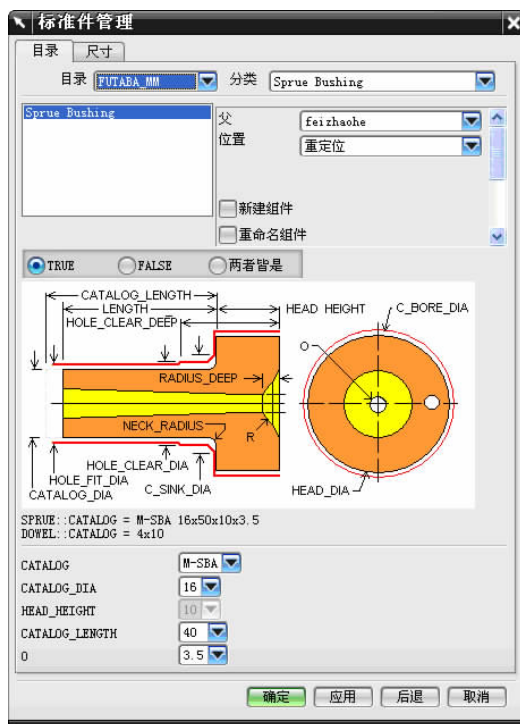 标准件管理
目录 尺寸
目录 FUTABA_MM 分类 Sprue Bushing
Sprue Bushing
父 feizhaohe
位置 重定位
新建组件
重命名组件
TRUE FALSE 两者皆是
CATALOG_LENGTH
LENGTH HEAD HEIGHT C_BORE_DIA
HOLE_CLEAR_DEEP
O
RADIUS_DEEP
NECK_RADIUS
R
HOLE_CLEAR_DIA
HOLE_FIT_DIA
C_SINK_DIA HEAD_DIA
CATALOG_DIA
SPRUE::CATALOG = M-SBA 16x50x10x3.5
DOWEL::CATALOG = 4x10
CATALOG M-SBA
CATALOG_DIA 16
HEAD_HEIGHT 10
CATALOG_LENGTH 40
O 3.5
确定 应用 后退 取消